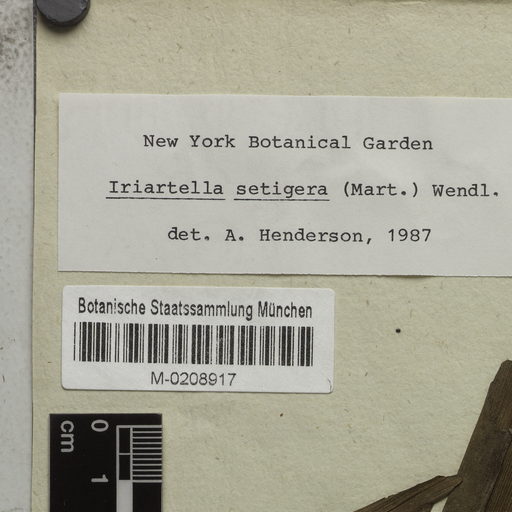 New York Botanical Garden
Iriartella setigera (Mart.) Wendl.
det. A. Henderson, 1987
Botanische Staatssammlung München
M-0208917
cm 0 1